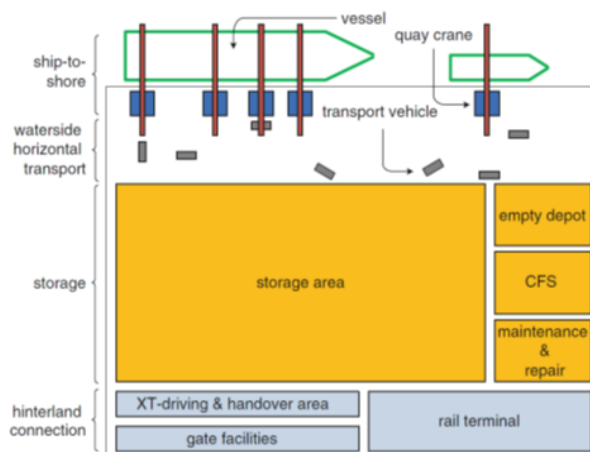 vessel
quay crane
ship-to-
shore
transport vehicle
waterside
horizontal
transport
empty depot
storage
storage area
CFS
maintenance
&
repair
hinterland
connection
XT-driving & handover area
rail terminal
gate facilities